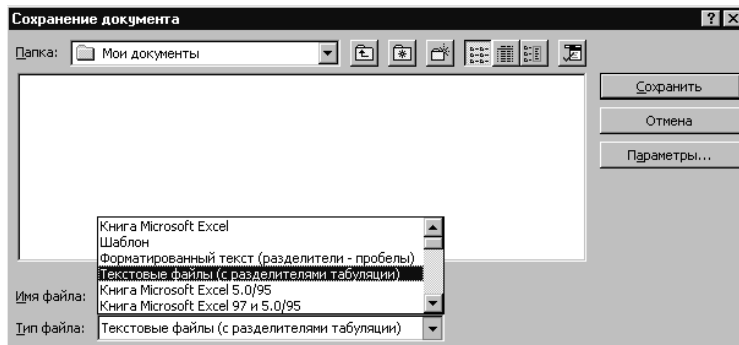 Сохранение документа
Папка: Мои документы
Сохранить
Отмена
Параметры...
Книга Microsoft Excel
Шаблон
Форматированный текст (разделители - пробелы)
Текстовые файлы (с разделителями табуляции)
Книга Microsoft Excel 5.0/95
Книга Microsoft Excel 97 и 5.0/95
Имя файла:
Тип файла: Текстовые файлы (с разделителями табуляции)